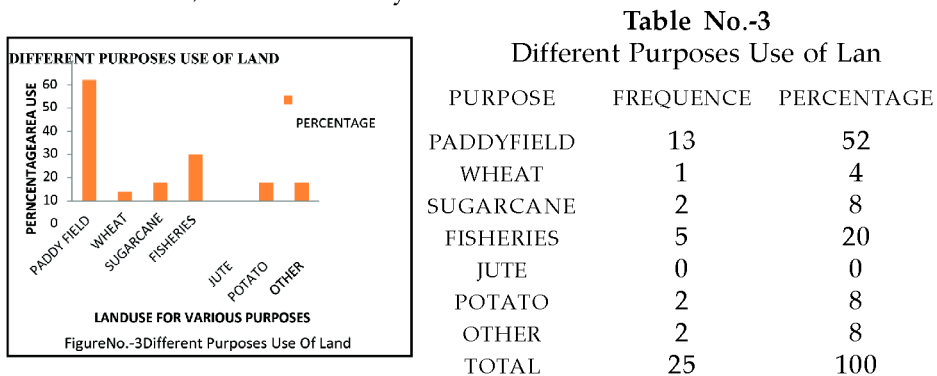 DIFFERENT PURPOSES USE OF LAND
PERNCENTAGEAREA USE
60
50
40
30
20
10
0
PERCENTAGE
PADDY FIELD
WHEAT
SUGARCANE
FISHERIES
JUTE
POTATO
OTHER
LANDUSE FOR VARIOUS PURPOSES
FigureNo.-3Different Purposes Use Of Land
Table No.-3
Different Purposes Use of Lan
PURPOSE FREQUENCE PERCENTAGE
PADDYFIELD 13 52
WHEAT 1 4
SUGARCANE 2 8
FISHERIES 5 20
JUTE 0 0
POTATO 2 8
OTHER 2 8
TOTAL 25 100